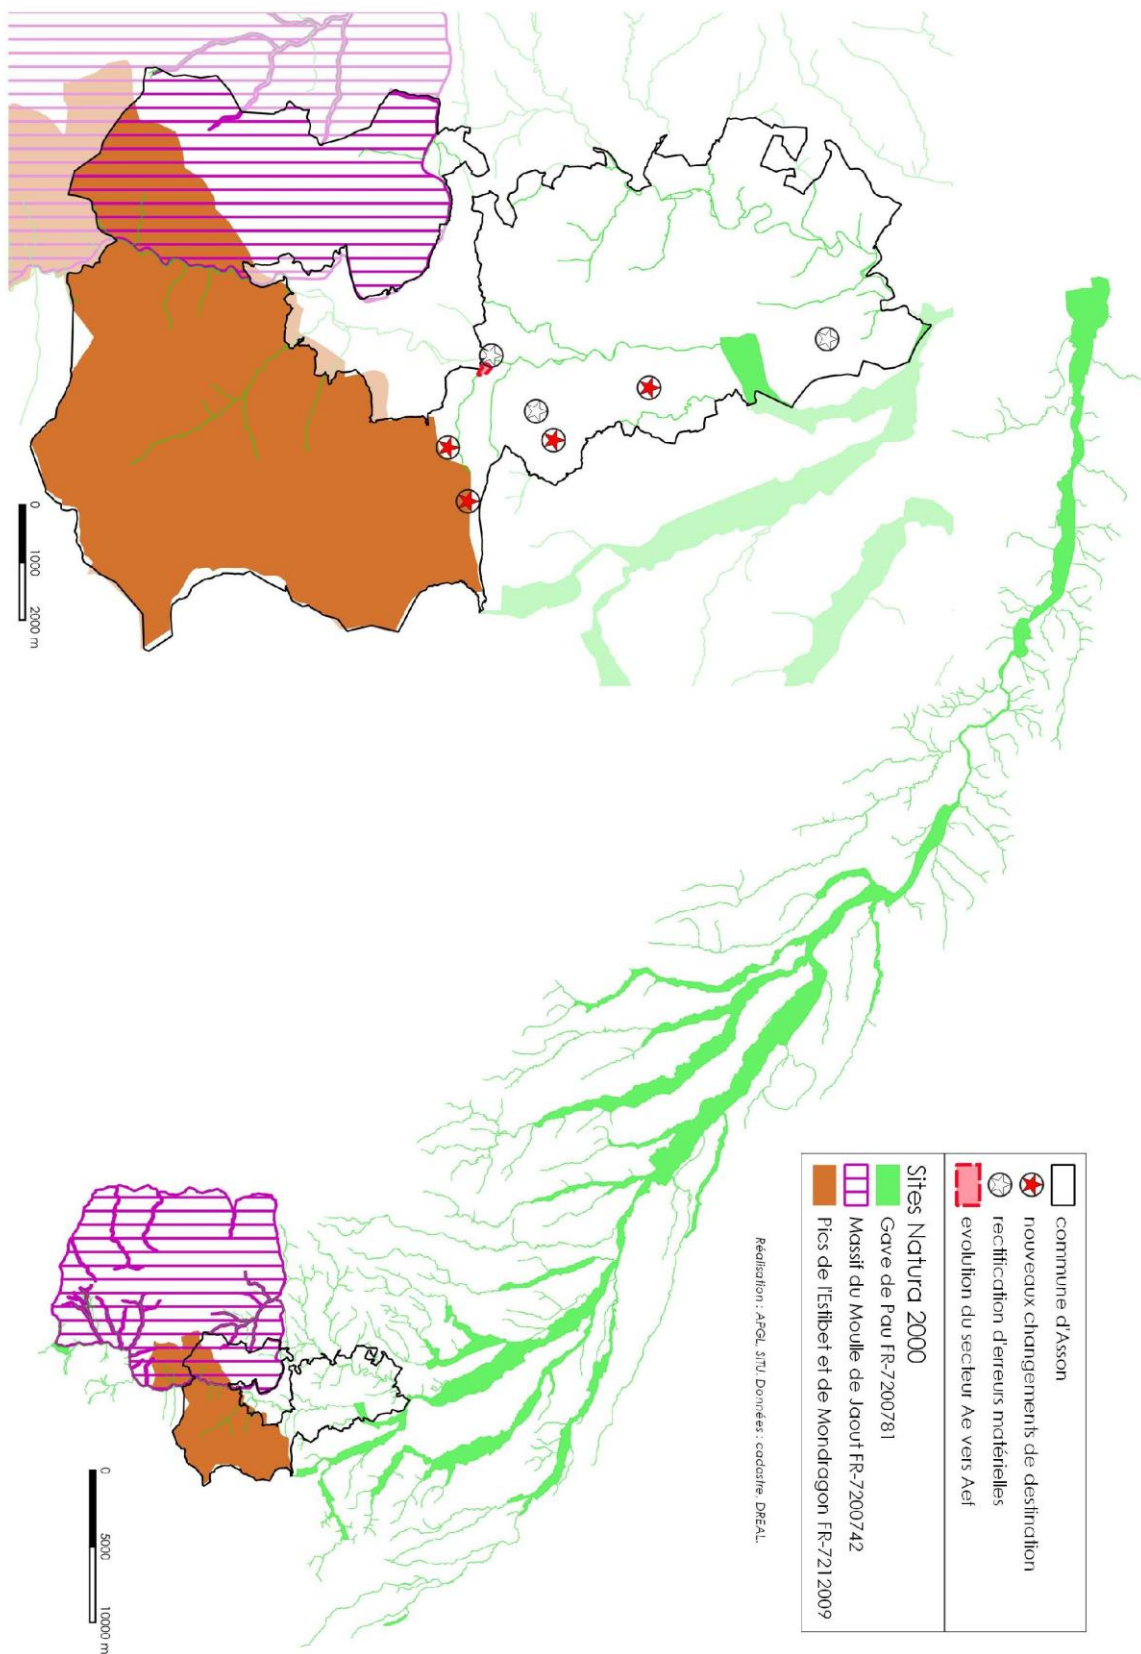 commune d'Asson
nouveaux changements de destination
rectification d'erreurs matérielles
evolution du secteur Ae vers Aef
Sites Natura 2000
Gave de Pau FR-7200781
Massif du Moulle de Jaout FR-7200742
Pics de l'Estibet et de Mondragon FR-7212009
Réalisation : APGL, SITU. Données : cadastre, DREAL.
0 1000 2000 m
0 5000 10000 m